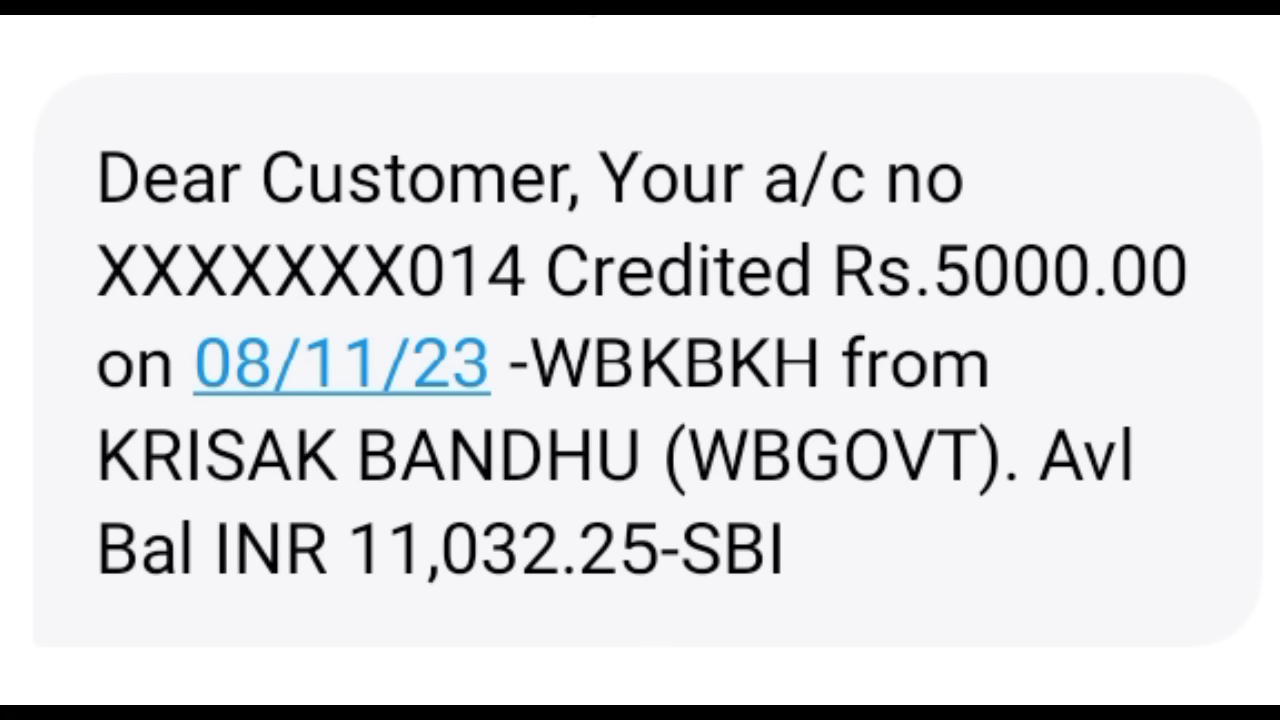 Dear Customer, Your a/c no
XXXXXXX014 Credited Rs.5000.00
on 08/11/23 -WBKBKH from
KRISAK BANDHU (WBGOVT). Avl
Bal INR 11,032.25-SBI